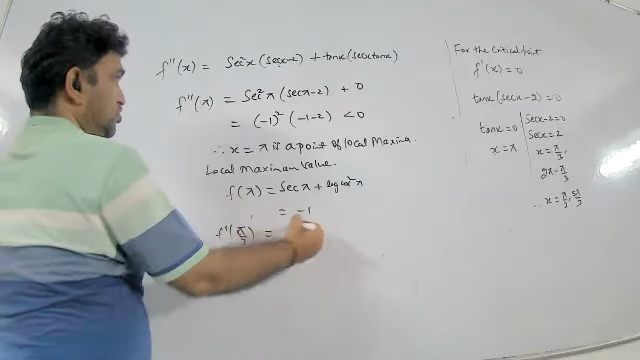 f''(x) = Sec²x (Secx-2) + tanx (secxtanx)
f''(π) = Sec²π (secπ-2) + 0
= (-1)² (-1-2) < 0
∴ x = π is a point of local Maxima.
Local Maximum Value.
f(π) = Secπ + log cos²π
= -1
f''(π/3) =
For the Critical point
f'(x) = 0
tanx (secx-2) = 0
tanx = 0
x = π
Secx-2 = 0
Secx = 2
x = π/3,
2π - π/3
∴ x = π/3, 5π/3